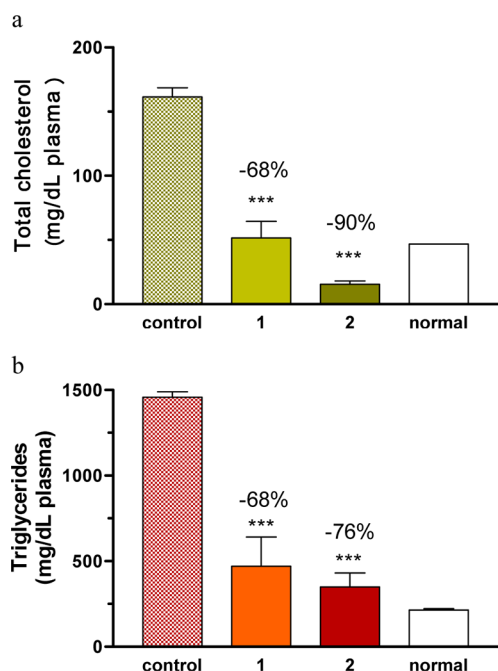 a
Total cholesterol
(mg/dL plasma )
200
100
0
-68%
***
-90%
***
control 1 2 normal
b
Triglycerides
(mg/dL plasma)
1500
1000
500
0
-68%
***
-76%
***
control 1 2 normal